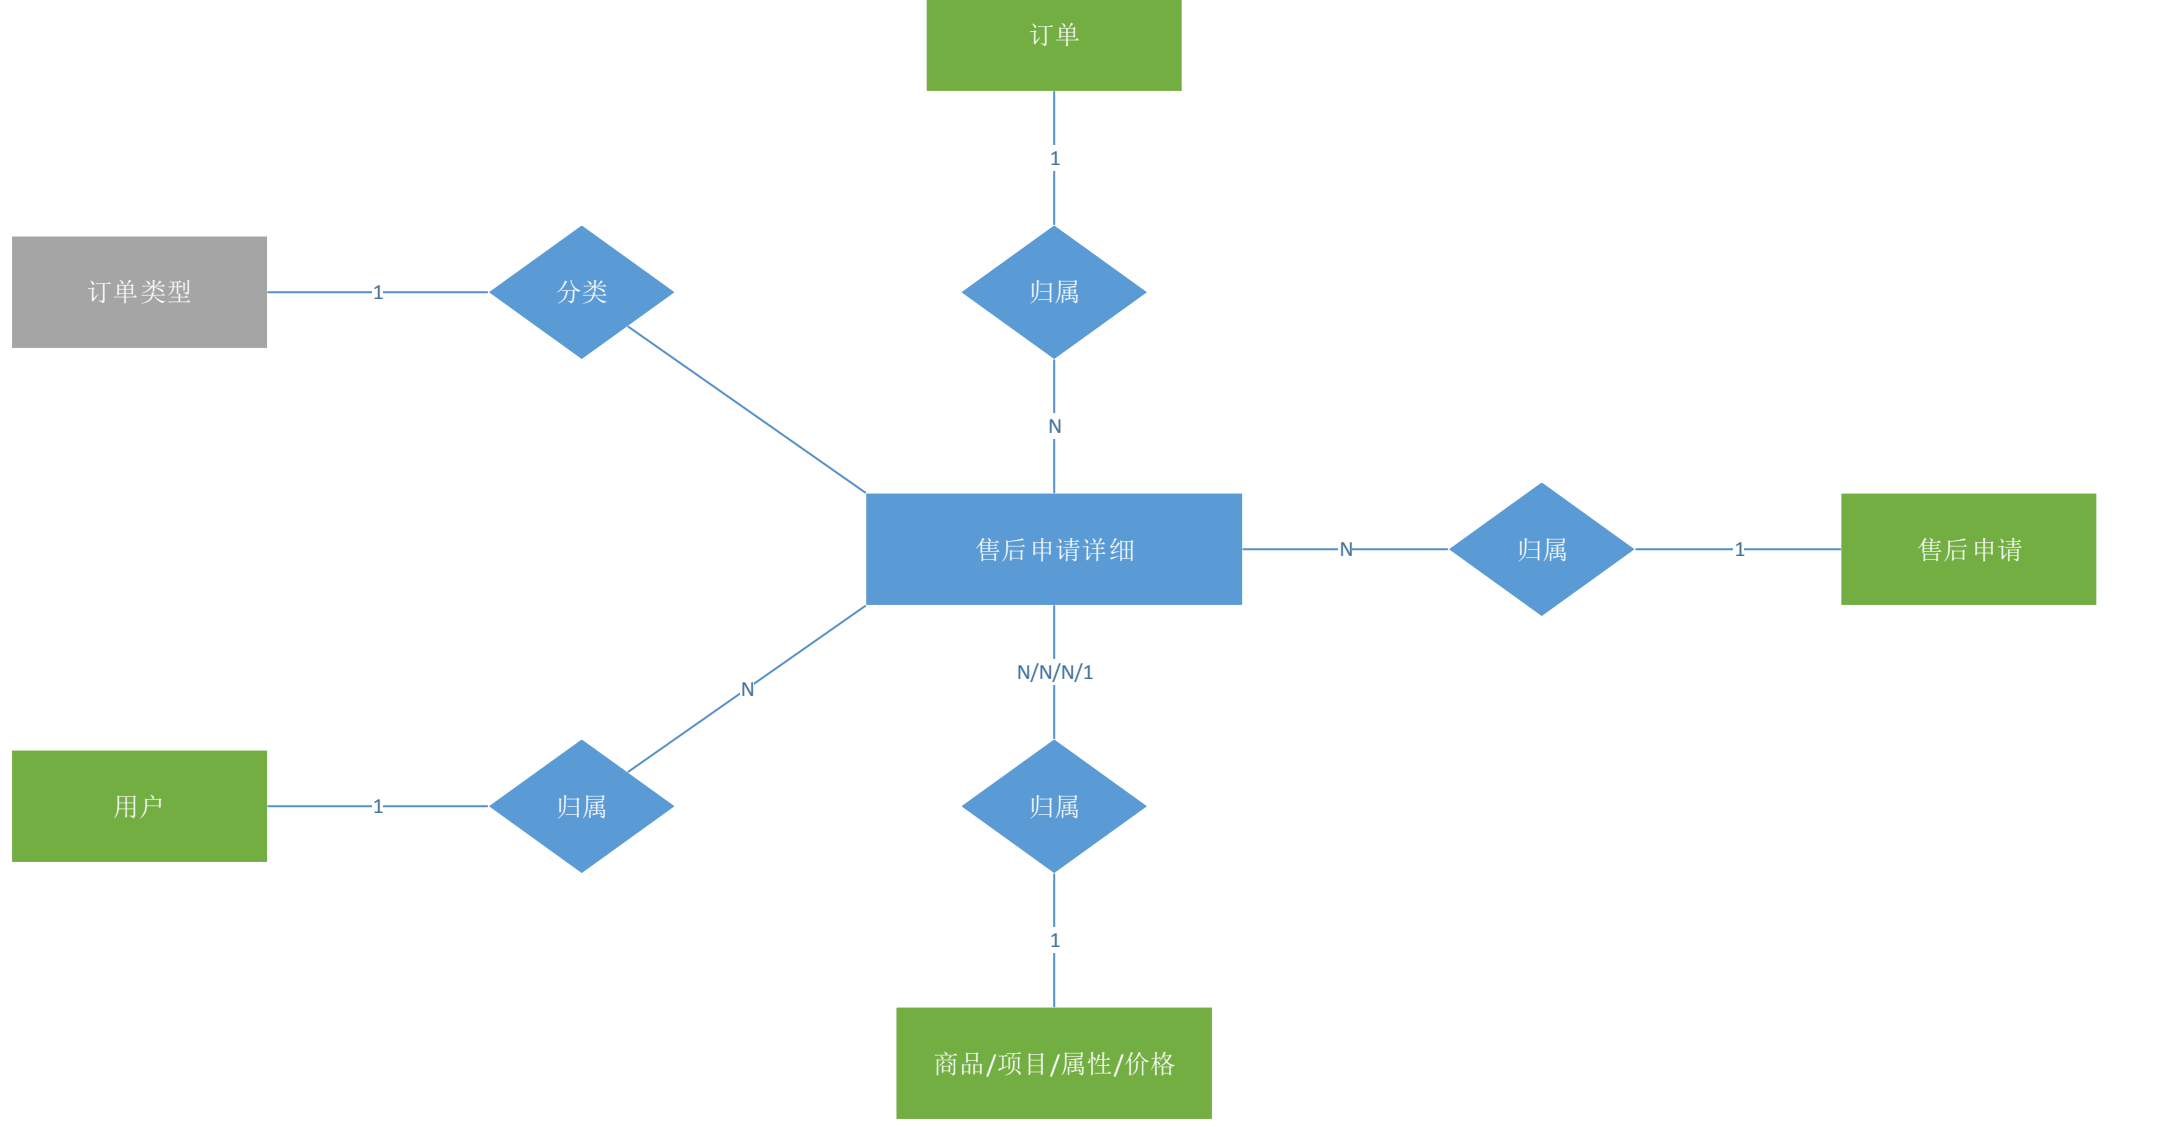 订单
1
订单类型
1
分类
归属
N
售后申请详细
N
归属
1
售后申请
N/N/N/1
N
用户
1
归属
归属
1
商品/项目/属性/价格